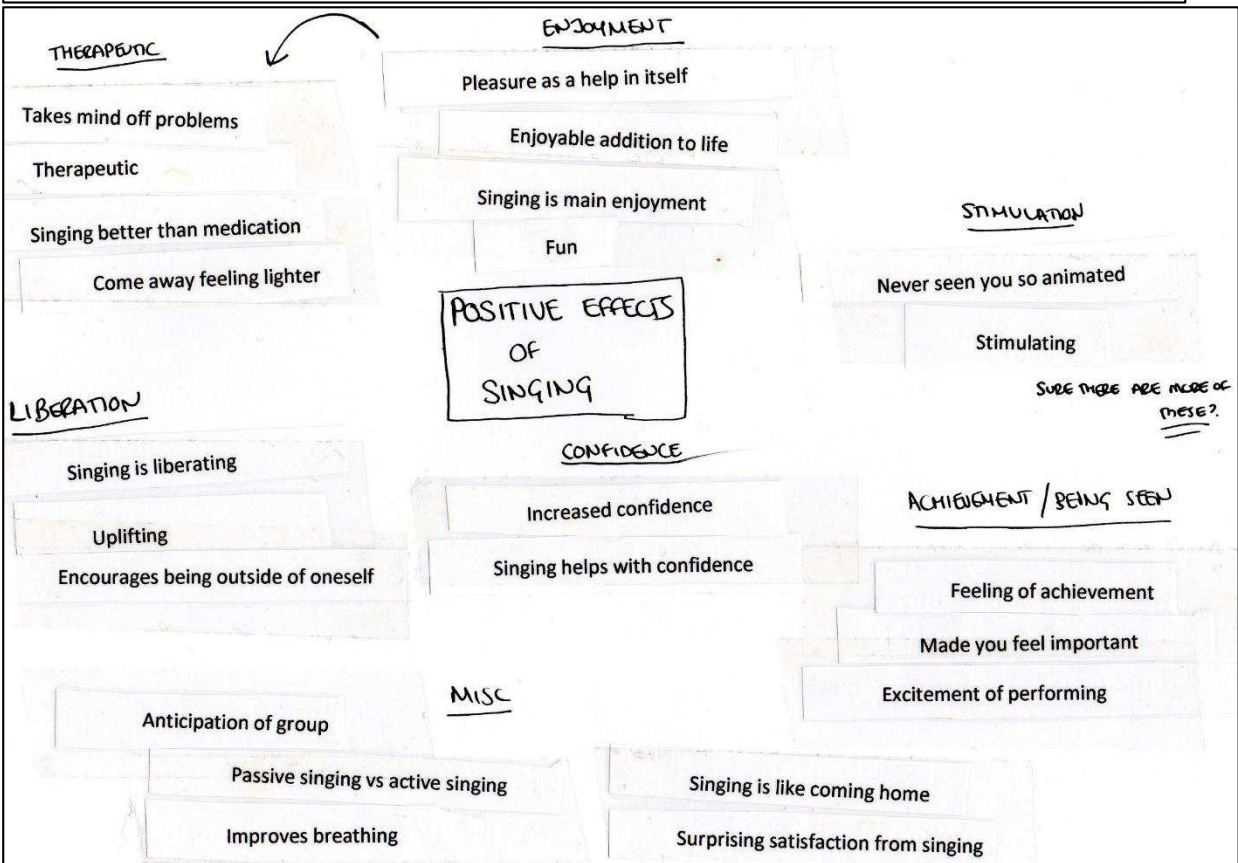 THERAPEUTIC
Takes mind off problems
Therapeutic
Singing better than medication
Come away feeling lighter
ENJOYMENT
Pleasure as a help in itself
Enjoyable addition to life
Singing is main enjoyment
Fun
STIMULATION
Never seen you so animated
Stimulating
SURE THERE ARE MORE OF
THESE?
POSITIVE EFFECTS
OF
SINGING
LIBERATION
Singing is liberating
Uplifting
Encourages being outside of oneself
CONFIDENCE
Increased confidence
Singing helps with confidence
ACHIEVEMENT / BEING SEEN
Feeling of achievement
Made you feel important
Excitement of performing
MISC
Anticipation of group
Passive singing vs active singing
Improves breathing
Singing is like coming home
Surprising satisfaction from singing